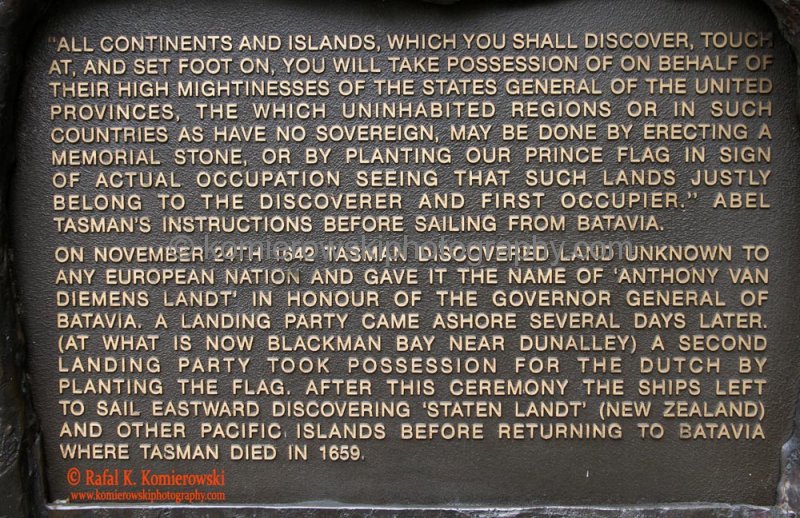 "ALL CONTINENTS AND ISLANDS, WHICH YOU SHALL DISCOVER, TOUCH
AT, AND SET FOOT ON, YOU WILL TAKE POSSESSION OF ON BEHALF OF
THEIR HIGH MIGHTINESSES OF THE STATES GENERAL OF THE UNITED
PROVINCES, THE WHICH UNINHABITED REGIONS OR IN SUCH
COUNTRIES AS HAVE NO SOVEREIGN, MAY BE DONE BY ERECTING A
MEMORIAL STONE, OR BY PLANTING OUR PRINCE FLAG IN SIGN
OF ACTUAL OCCUPATION SEEING THAT SUCH LANDS JUSTLY
BELONG TO THE DISCOVERER AND FIRST OCCUPIER." ABEL
TASMAN'S INSTRUCTIONS BEFORE SAILING FROM BATAVIA.
© komierowskiphotography.com
ON NOVEMBER 24TH 1642 TASMAN DISCOVERED LAND UNKNOWN TO
ANY EUROPEAN NATION AND GAVE IT THE NAME OF 'ANTHONY VAN
DIEMENS LANDT' IN HONOUR OF THE GOVERNOR GENERAL OF
BATAVIA. A LANDING PARTY CAME ASHORE SEVERAL DAYS LATER.
(AT WHAT IS NOW BLACKMAN BAY NEAR DUNALLEY) A SECOND
LANDING PARTY TOOK POSSESSION FOR THE DUTCH BY
PLANTING THE FLAG. AFTER THIS CEREMONY THE SHIPS LEFT
TO SAIL EASTWARD DISCOVERING 'STATEN LANDT' (NEW ZEALAND)
AND OTHER PACIFIC ISLANDS BEFORE RETURNING TO BATAVIA
WHERE TASMAN DIED IN 1659.
© Rafal K. Komierowski
www.komierowskiphotography.com